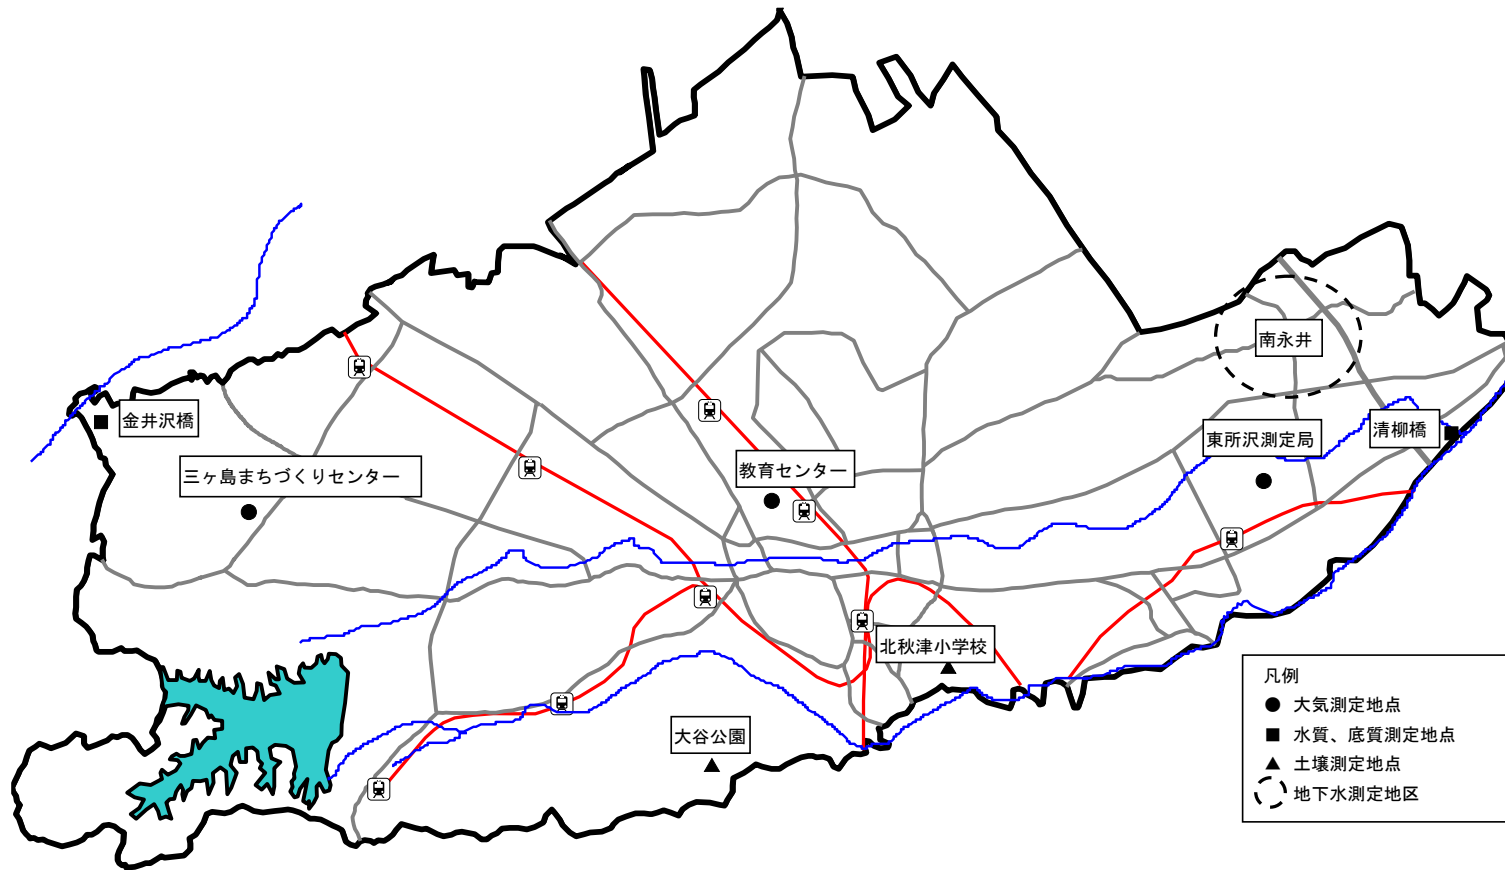 南永井
金井沢橋
清柳橋
東所沢測定局
三ヶ島まちづくりセンター
教育センター
北秋津小学校
大谷公園
凡例
大気測定地点
水質、底質測定地点
土壌測定地点
地下水測定地区